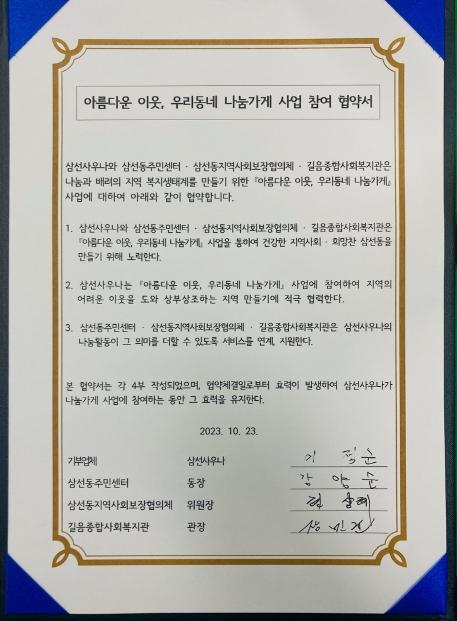 아름다운 이웃, 우리동네 나눔가게 사업 참여 협약서
삼선사우나와 삼선동주민센터 · 삼선동지역사회보장협의체 · 길음종합사회복지관은
나눔과 배려의 지역 복지생태계를 만들기 위한 『아름다운 이웃, 우리동네 나눔가게』
사업에 대하여 아래와 같이 협약합니다.
1. 삼선사우나와 삼선동주민센터 · 삼선동지역사회보장협의체 · 길음종합사회복지관은
『아름다운 이웃, 우리동네 나눔가게』 사업을 통하여 건강한 지역사회 · 희망찬 삼선동을
만들기 위해 노력한다.
2. 삼선사우나는 『아름다운 이웃, 우리동네 나눔가게』 사업에 참여하여 지역의
어려운 이웃을 도와 상부상조하는 지역 만들기에 적극 협력한다.
3. 삼선동주민센터 · 삼선동지역사회보장협의체 · 길음종합사회복지관은 삼선사우나의
나눔활동이 그 의미를 더할 수 있도록 서비스를 연계, 지원한다.
본 협약서는 각 4부 작성되었으며, 협약체결일로부터 효력이 발생하여 삼선사우나가
나눔가게 사업에 참여하는 동안 그 효력을 유지한다.
2023. 10. 23.
기부업체 삼선사우나
삼선동주민센터 동장 강양순
삼선동지역사회보장협의체 위원장
길음종합사회복지관 관장